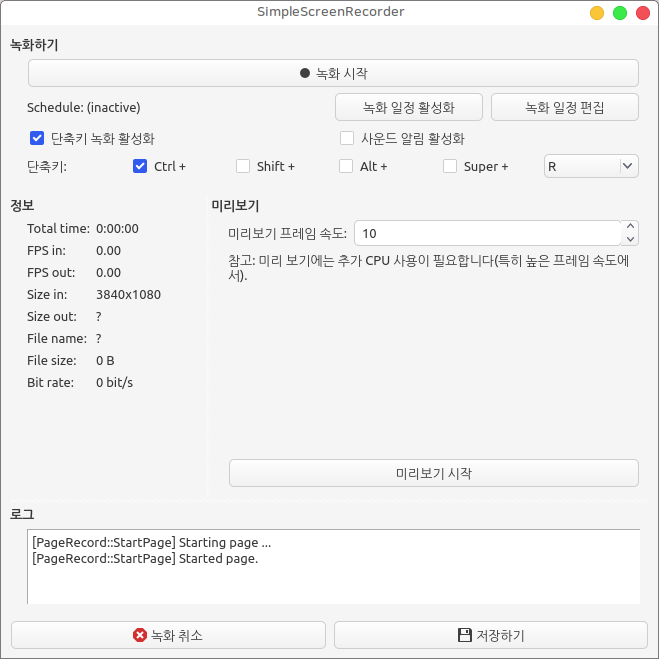 SimpleScreenRecorder
녹화하기
녹화 시작
Schedule: (inactive)
녹화 일정 활성화
녹화 일정 편집
단축키 녹화 활성화
사운드 알림 활성화
단축키:
Ctrl +
Shift +
Alt +
Super +
R
정보
Total time: 0:00:00
FPS in: 0.00
FPS out: 0.00
Size in: 3840x1080
Size out: ?
File name: ?
File size: 0 B
Bit rate: 0 bit/s
미리보기
미리보기 프레임 속도: 10
참고: 미리 보기에는 추가 CPU 사용이 필요합니다(특히 높은 프레임 속도에
서).
미리보기 시작
로그
[PageRecord::StartPage] Starting page ...
[PageRecord::StartPage] Started page.
녹화 취소
저장하기